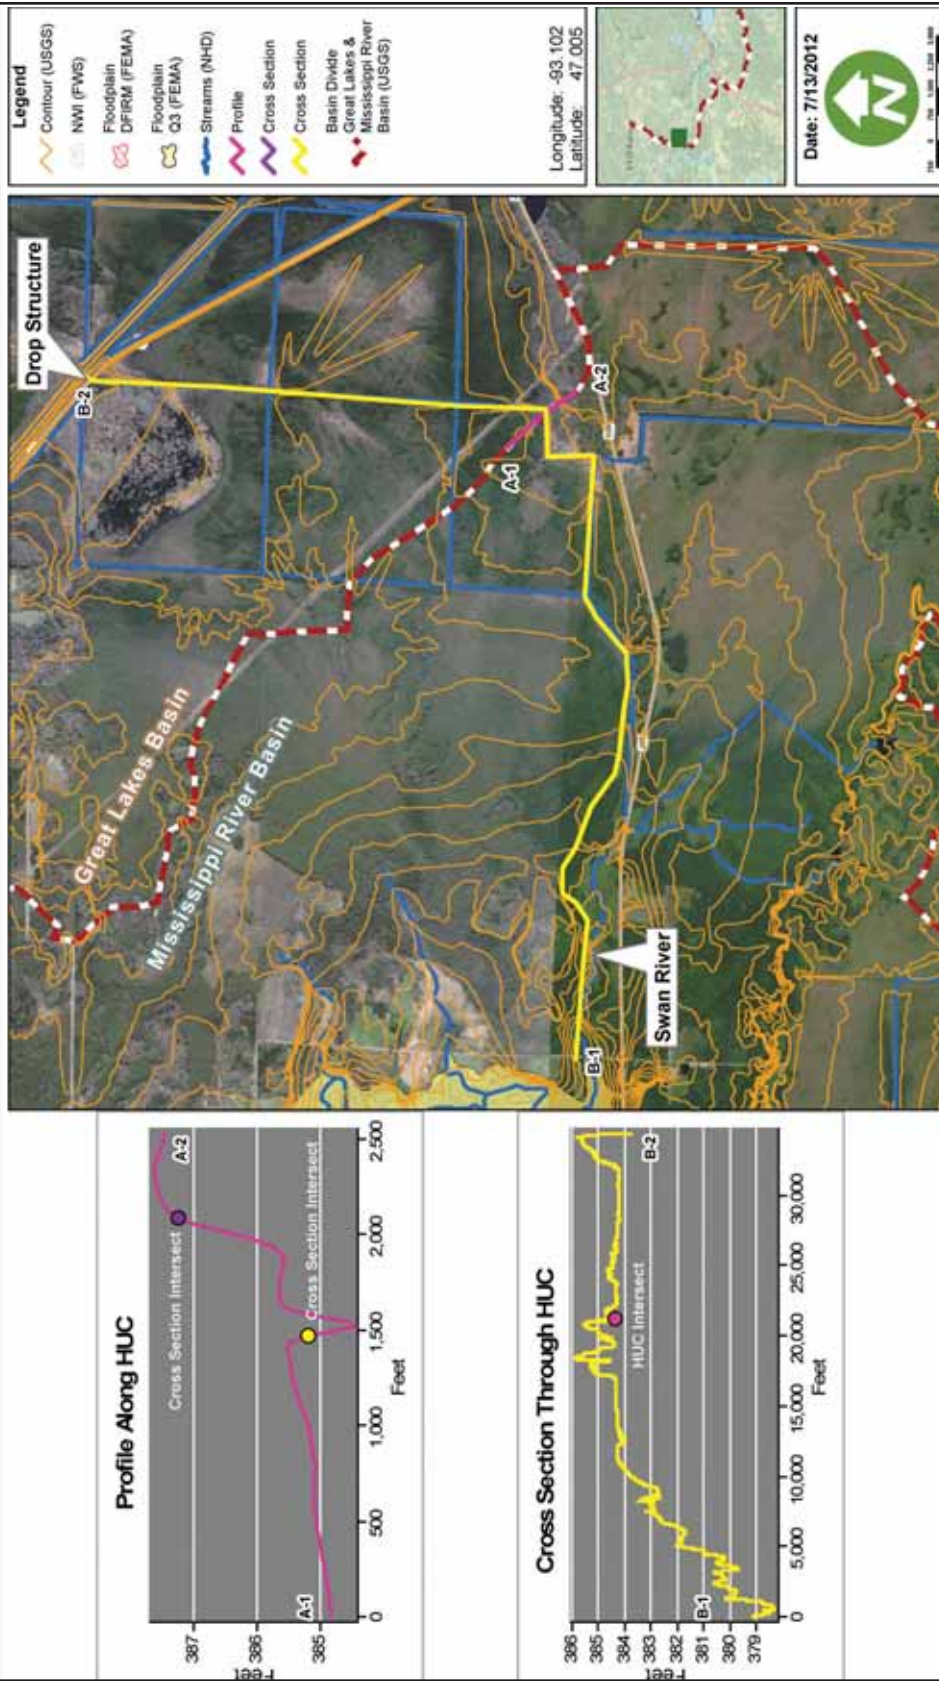 Legend
Contour (USGS)
NWI (FWS)
Floodplain
DFIRM (FEMA)
Floodplain
Q3 (FEMA)
Streams (NHD)
Profile
Cross Section
Cross Section
Basin Divide
Great Lakes &
Mississippi River
Basin (USGS)
Longitude: -93.102
Latitude: 47.005
Date: 7/13/2012
N
Drop Structure
B-2
A-1
A-2
Great Lakes Basin
Mississippi River Basin
Swan River
B-1
Profile Along HUC
Cross Section Intersect
A-2
Cross Section Intersect
A-1
387
386
385
Feet
0
500
1,000
1,500
2,000
2,500
Feet
Cross Section Through HUC
386
385
384
383
382
381
380
379
B-2
HUC Intersect
B-1
0
5,000
10,000
15,000
20,000
25,000
30,000
Feet